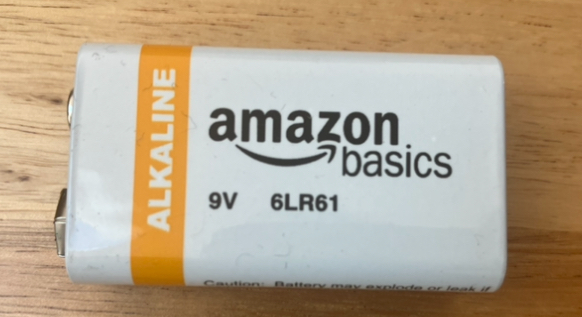 ALKALINE
amazon
basics
9V 6LR61
Caution: Battery may explode or leak if